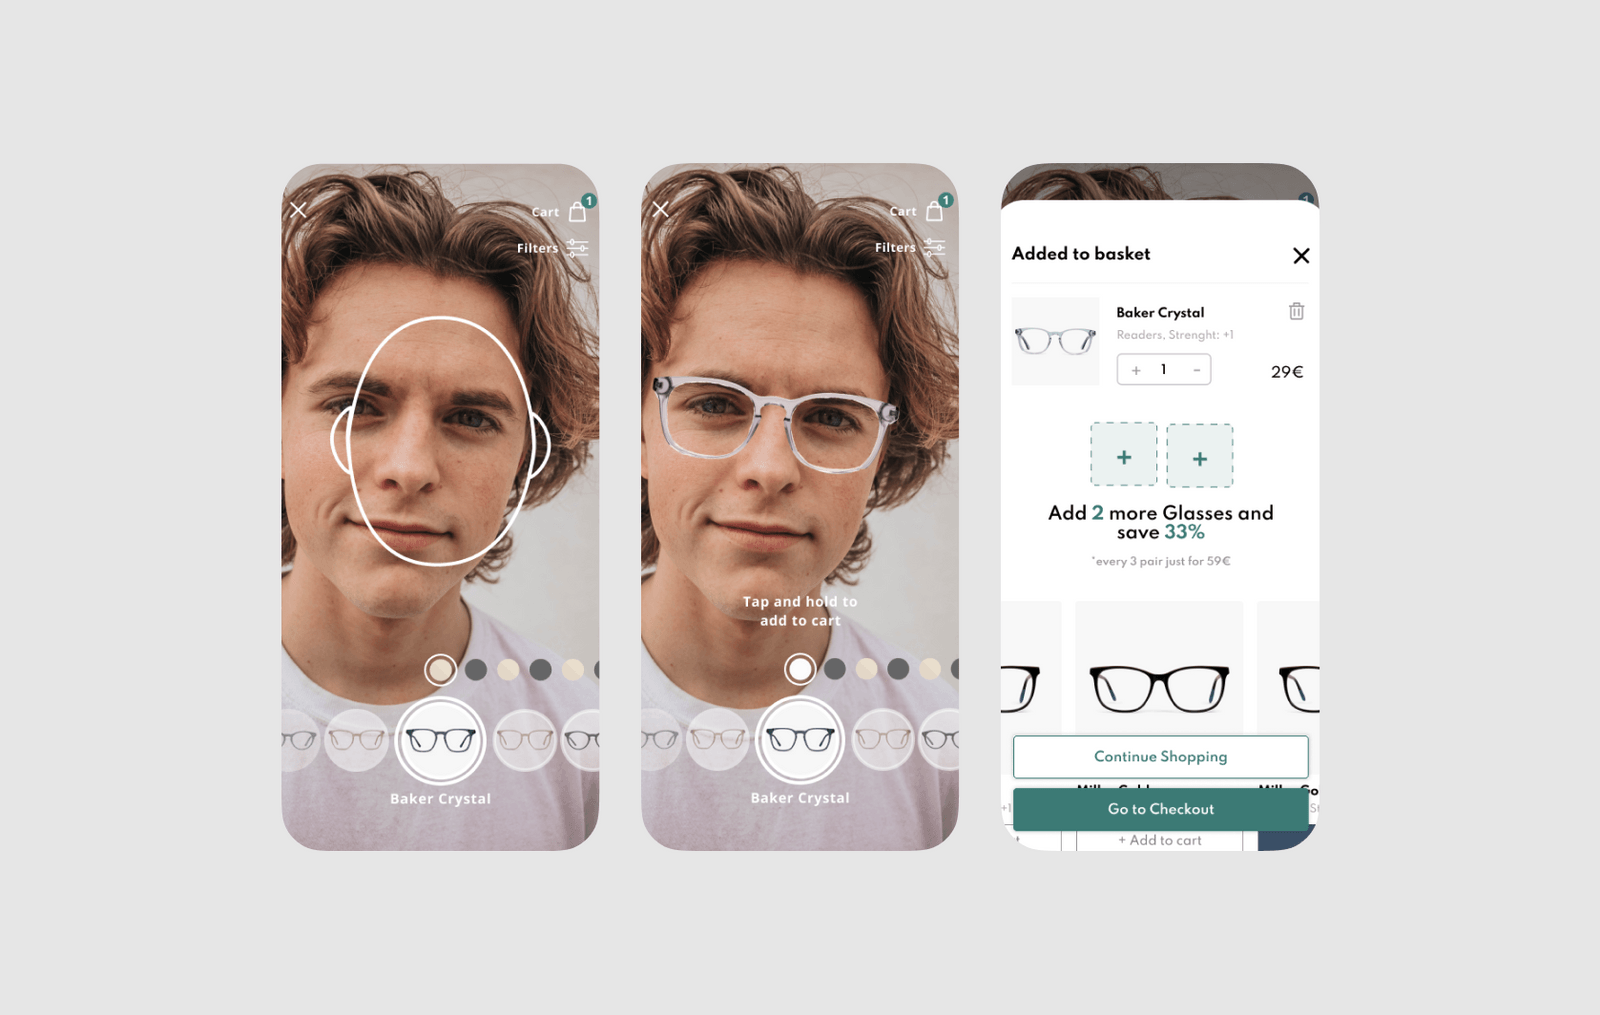 Cart 1
Filters
Baker Crystal
Cart 1
Filters
Tap and hold to
add to cart
Baker Crystal
1
Added to basket
Baker Crystal
Readers, Strenght: +1
+ 1 -
29€
+ +
Add 2 more Glasses and
save 33%
*every 3 pair just for 59€
Continue Shopping
+1
Go to Checkout
+ Add to cart